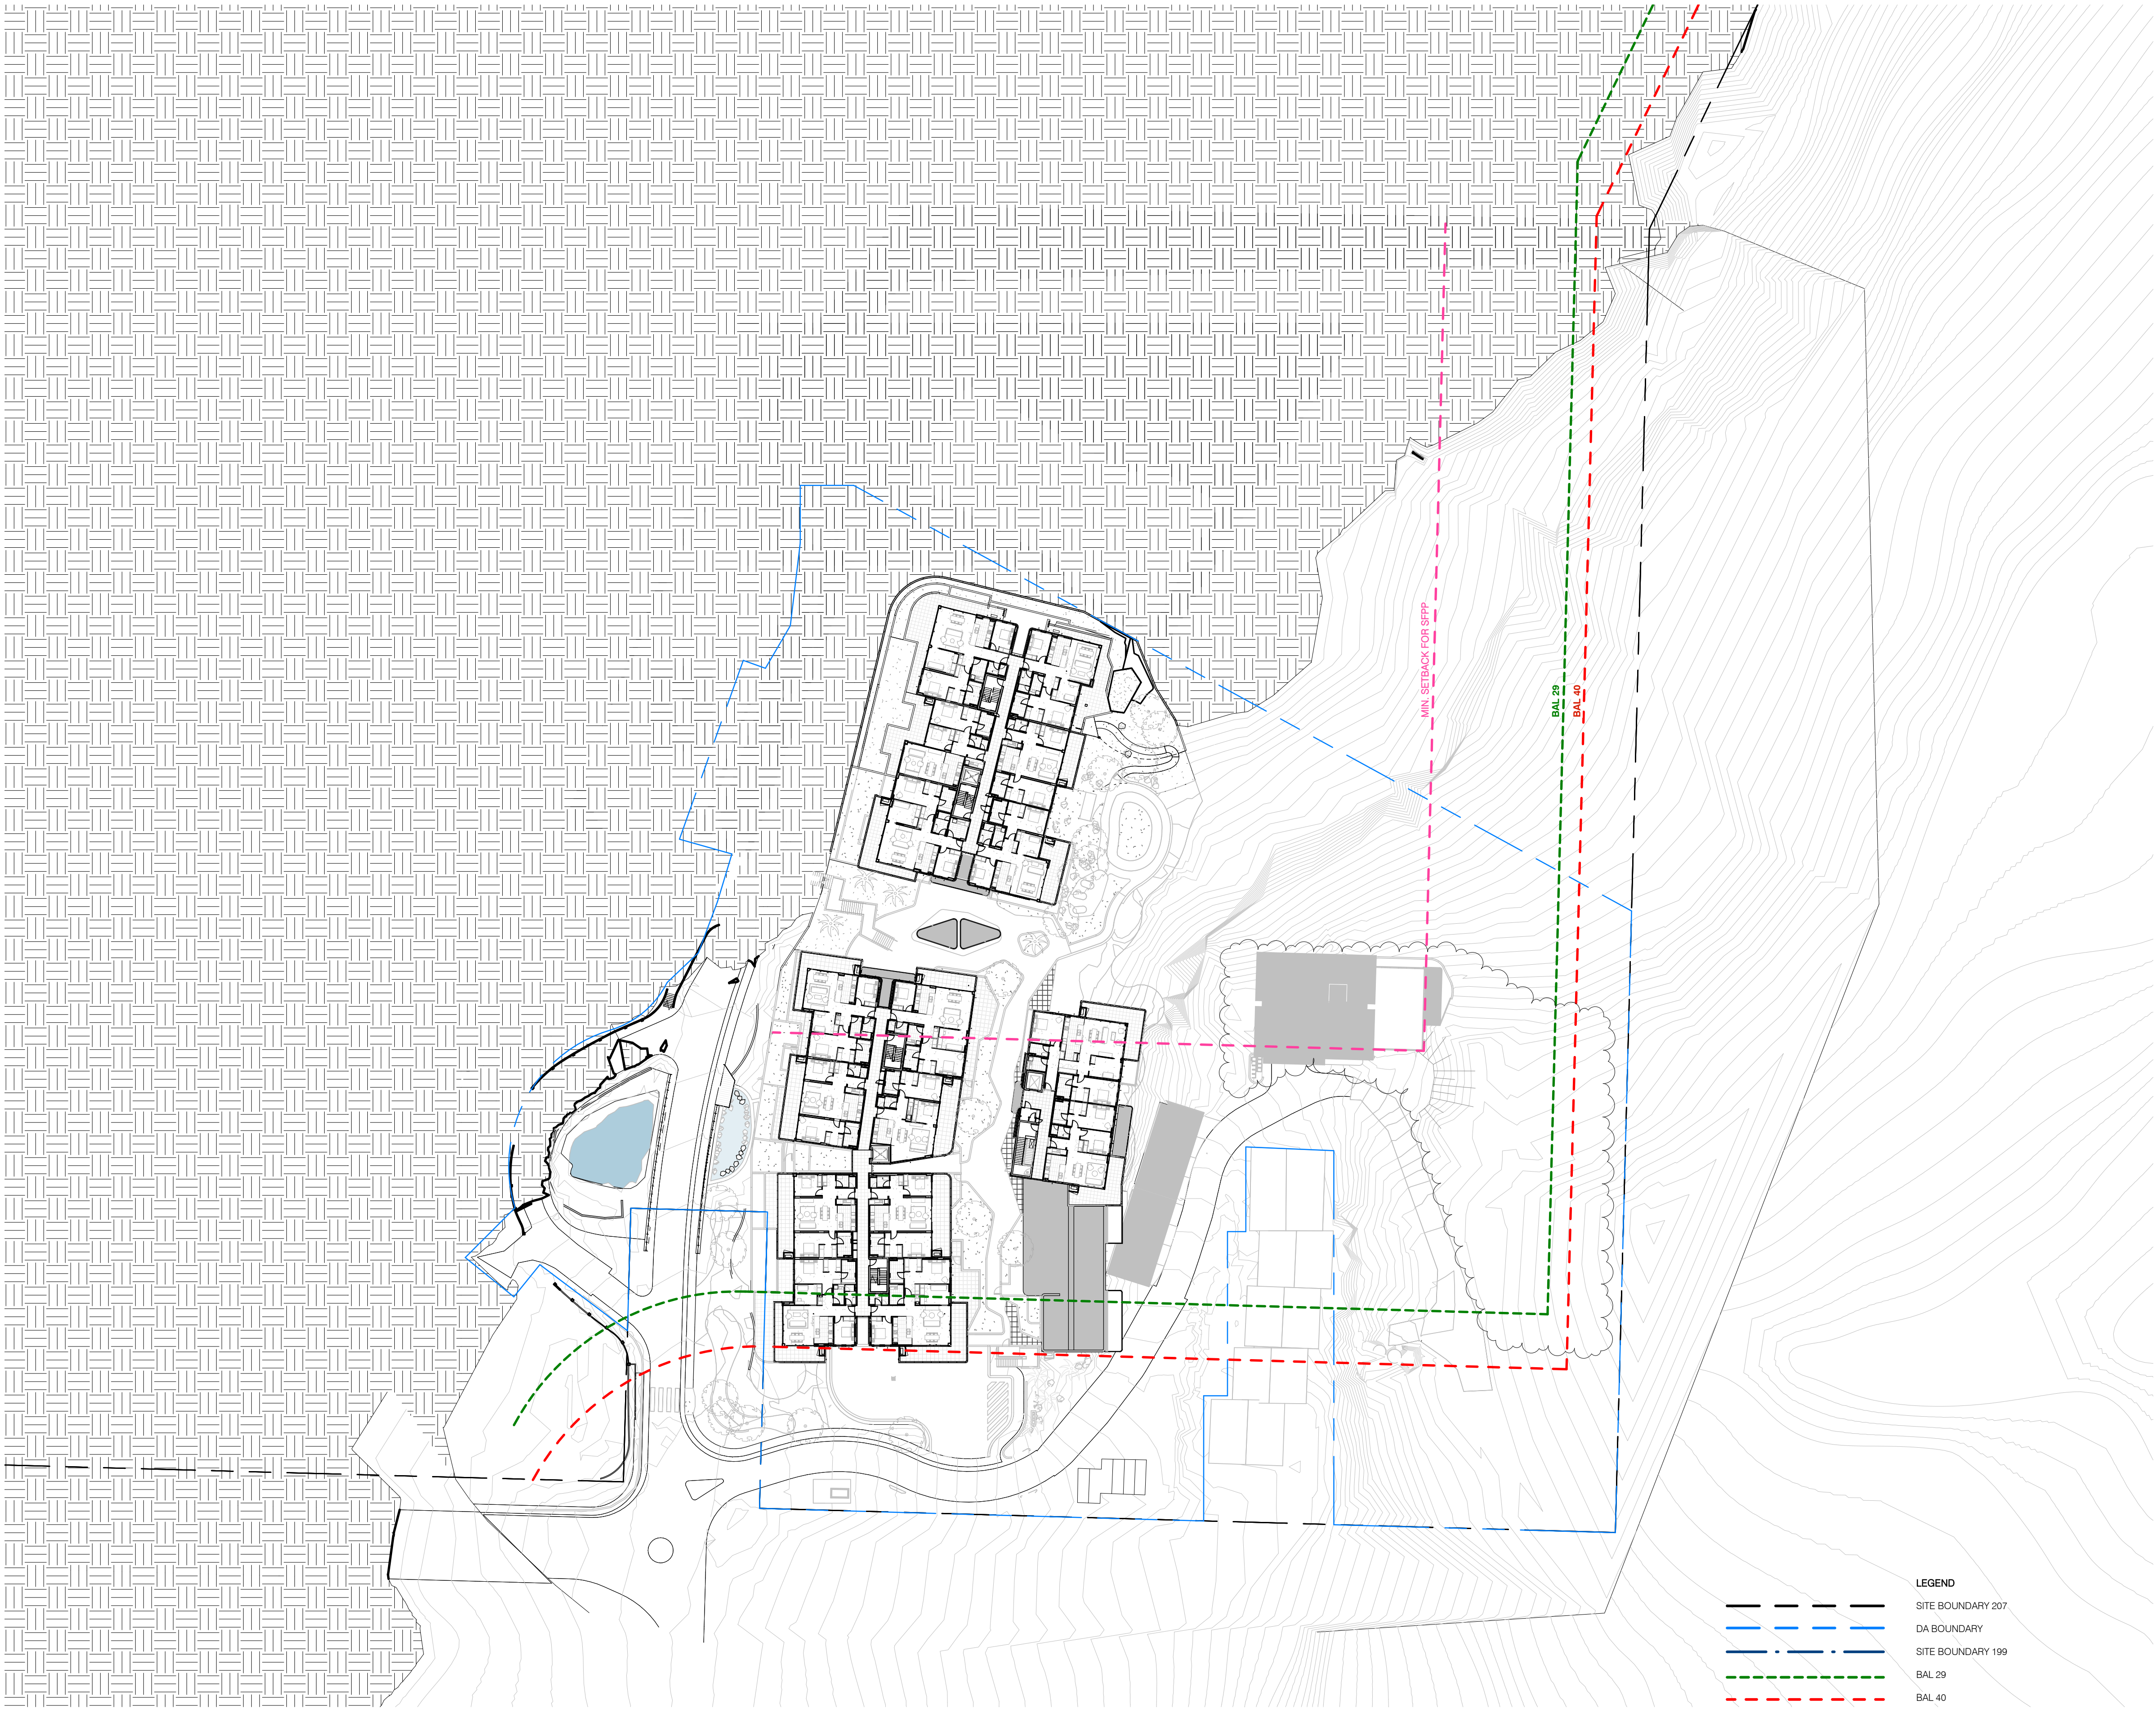 MIN. SETBACK FOR SFPP
BAL 29
BAL 40
LEGEND
SITE BOUNDARY 207
DA BOUNDARY
SITE BOUNDARY 199
BAL 29
BAL 40